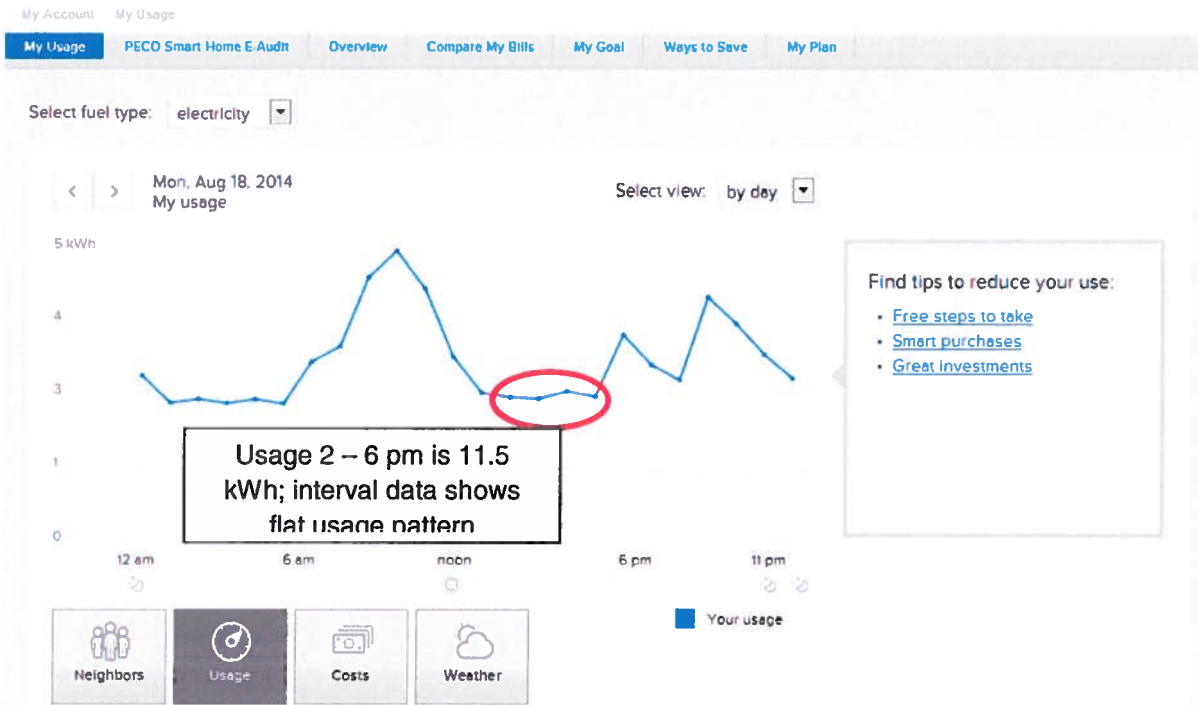 My Account My Usage
My Usage PECO Smart Home E-Audit Overview Compare My Bills My Goal Ways to Save My Plan
Select fuel type: electricity
Mon, Aug 18, 2014
My usage
Select view: by day
5 kWh
4
3
1
0
12 am 6 am noon 6 pm 11 pm
Usage 2 – 6 pm is 11.5
kWh; interval data shows
flat usage pattern
Find tips to reduce your use:
• Free steps to take
• Smart purchases
• Great investments
Your usage
Neighbors Usage Costs Weather